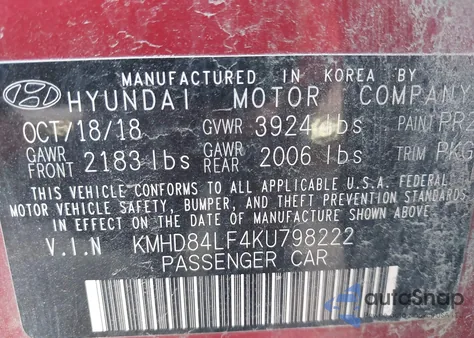 MANUFACTURED IN KOREA BY
HYUNDAI MOTOR COMPANY
OCT/18/18 GVWR 3924 lbs PAINT PR
GAWR FRONT 2183 lbs GAWR REAR 2006 lbs TRIM PKG
THIS VEHICLE CONFORMS TO ALL APPLICABLE U.S.A. FEDERAL
MOTOR VEHICLE SAFETY, BUMPER, AND THEFT PREVENTION STANDARDS
IN EFFECT ON THE DATE OF MANUFACTURE SHOWN ABOVE.
V.I.N KMHD84LF4KU798222
PASSENGER CAR
autoSnap